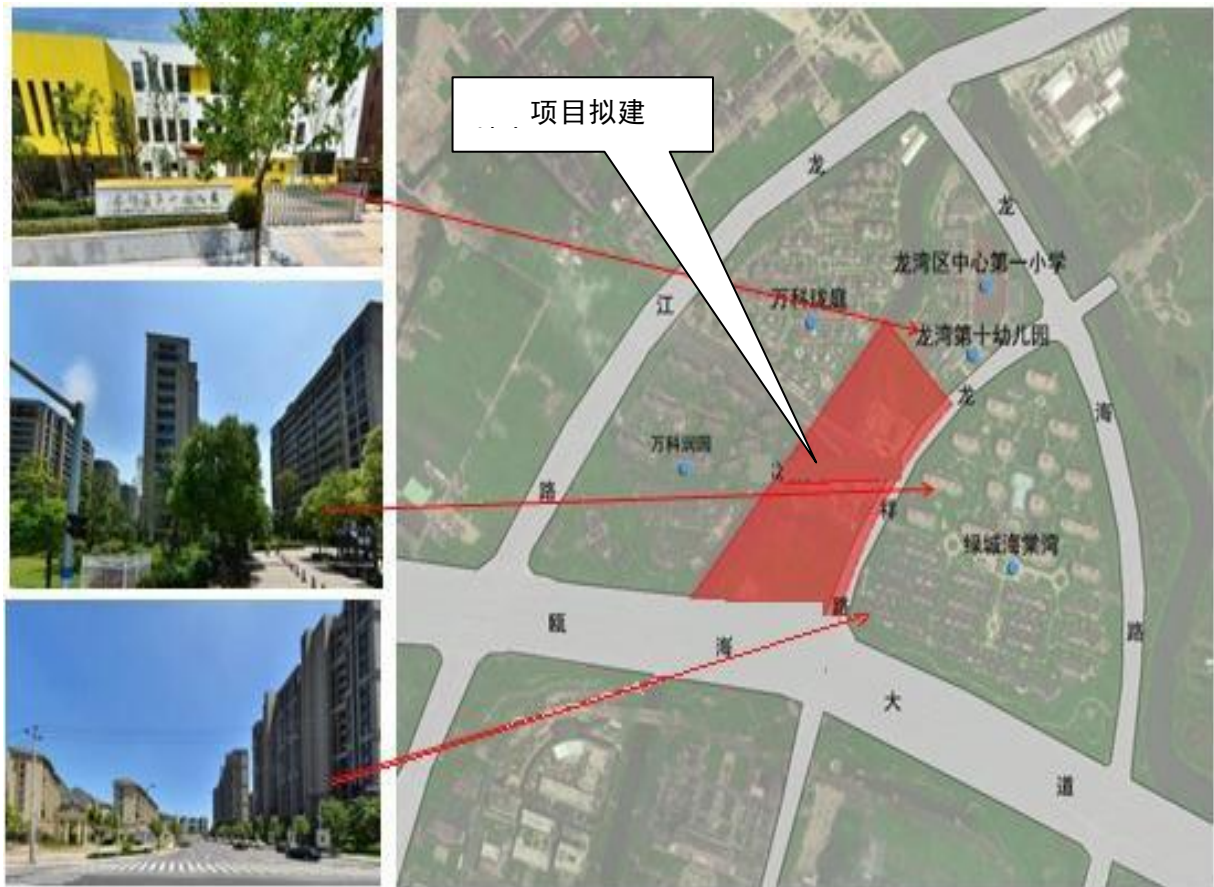 项目拟建
龙
龙
龙湾区中心第一小学
万科珑庭
江
龙湾第十幼儿园
龙
海
万科润园
路
祥
绿城海棠湾
路
瓯
路
海
大
道